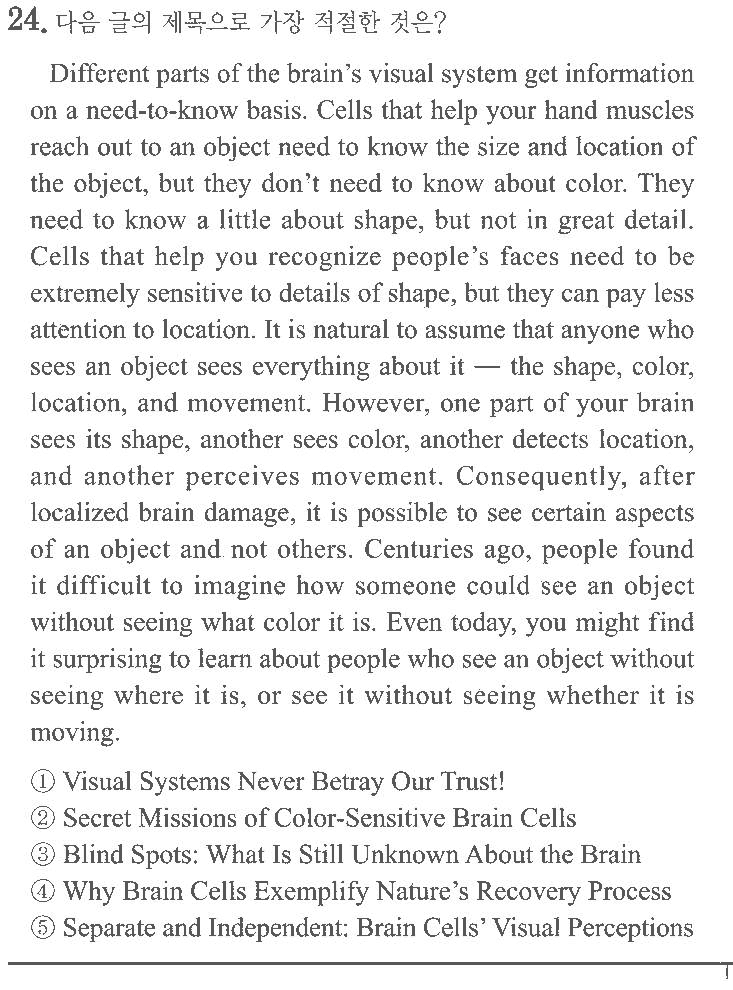 24. 다음 글의 제목으로 가장 적절한 것은?
Different parts of the brain's visual system get information
on a need-to-know basis. Cells that help your hand muscles
reach out to an object need to know the size and location of
the object, but they don't need to know about color. They
need to know a little about shape, but not in great detail.
Cells that help you recognize people's faces need to be
extremely sensitive to details of shape, but they can pay less
attention to location. It is natural to assume that anyone who
sees an object sees everything about it — the shape, color,
location, and movement. However, one part of your brain
sees its shape, another sees color, another detects location,
and another perceives movement. Consequently, after
localized brain damage, it is possible to see certain aspects
of an object and not others. Centuries ago, people found
it difficult to imagine how someone could see an object
without seeing what color it is. Even today, you might find
it surprising to learn about people who see an object without
seeing where it is, or see it without seeing whether it is
moving.
① Visual Systems Never Betray Our Trust!
② Secret Missions of Color-Sensitive Brain Cells
③ Blind Spots: What Is Still Unknown About the Brain
④ Why Brain Cells Exemplify Nature's Recovery Process
⑤ Separate and Independent: Brain Cells' Visual Perceptions